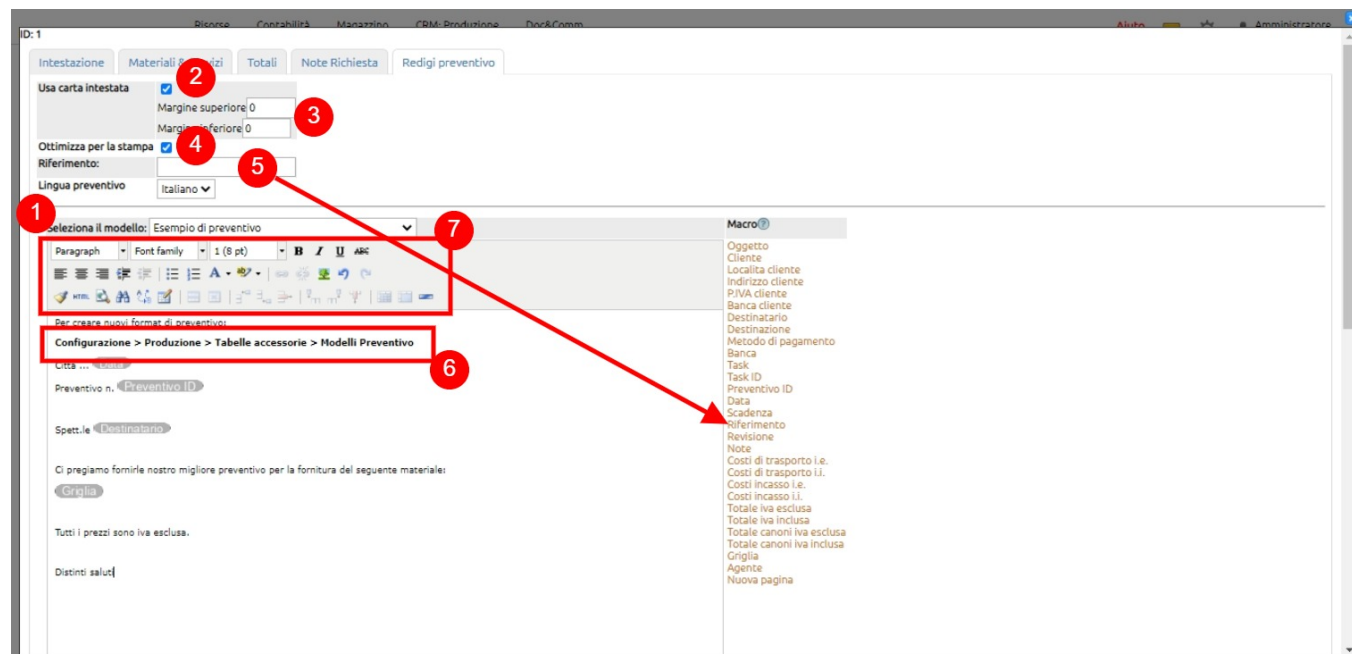 Risorse Contabilità Magazzino CRM: Produzione Doc&Comm Aiuto Amministratore
ID: 1
Intestazione Materiali & Servizi Totali Note Richiesta Redigi preventivo
2
Usa carta intestata
Margine superiore 0
3
Margine inferiore 0
4
Ottimizza per la stampa
Riferimento:
5
Lingua preventivo Italiano
1
Seleziona il modello: Esempio di preventivo
7
Paragraph Font family 1 (8 pt) B I U ABC
HTML
Per creare nuovi format di preventivo:
Configurazione > Produzione > Tabelle accessorie > Modelli Preventivo
6
Città ... Data
Preventivo n. Preventivo ID
Spett.le Destinatario
Ci pregiamo fornirle nostro migliore preventivo per la fornitura del seguente materiale:
Griglia
Tutti i prezzi sono iva esclusa.
Distinti saluti
Macro
Oggetto
Cliente
Localita cliente
Indirizzo cliente
P.IVA cliente
Banca cliente
Destinatario
Destinazione
Metodo di pagamento
Banca
Task
Task ID
Preventivo ID
Data
Scadenza
Riferimento
Revisione
Note
Costi di trasporto i.e.
Costi di trasporto i.i.
Costi incasso i.e.
Costi incasso i.i.
Totale iva esclusa
Totale iva inclusa
Totale canoni iva esclusa
Totale canoni iva inclusa
Griglia
Agente
Nuova pagina